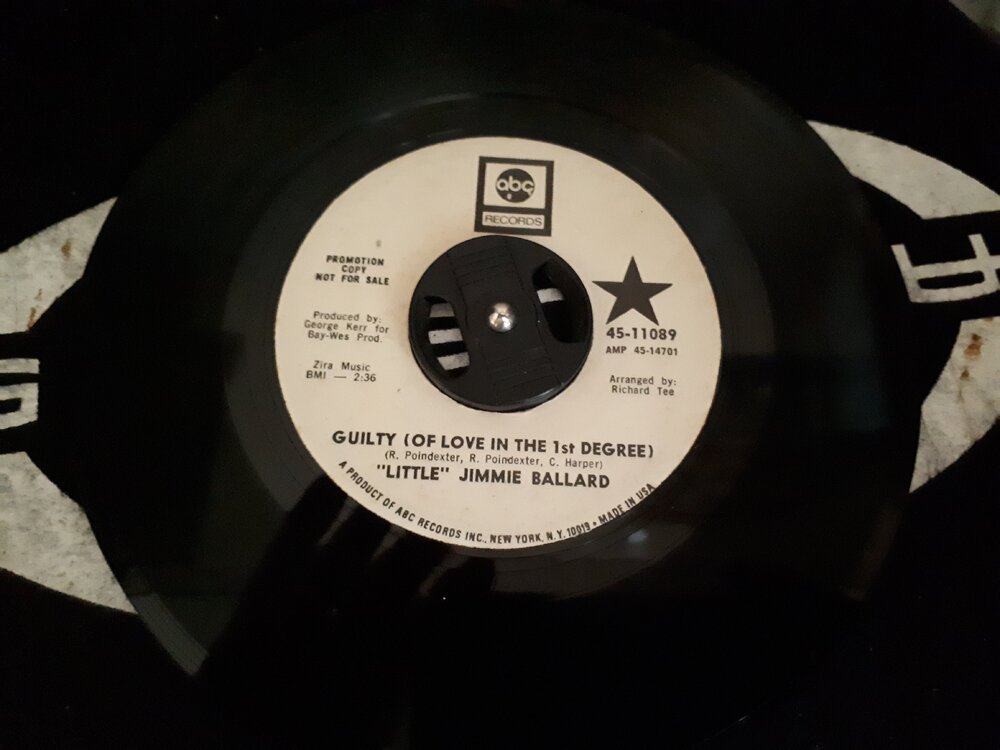 abc
RECORDS
PROMOTION
COPY
NOT FOR SALE
Produced by:
George Kerr for
Bay-Wes Prod.
Zira Music
BMI — 2:36
45-11089
AMP 45-14701
Arranged by:
Richard Tee
GUILTY (OF LOVE IN THE 1st DEGREE)
(R. Poindexter, R. Poindexter, C. Harper)
"LITTLE" JIMMIE BALLARD
A PRODUCT OF ABC RECORDS INC., NEW YORK, N.Y. 10019 • MADE IN USA